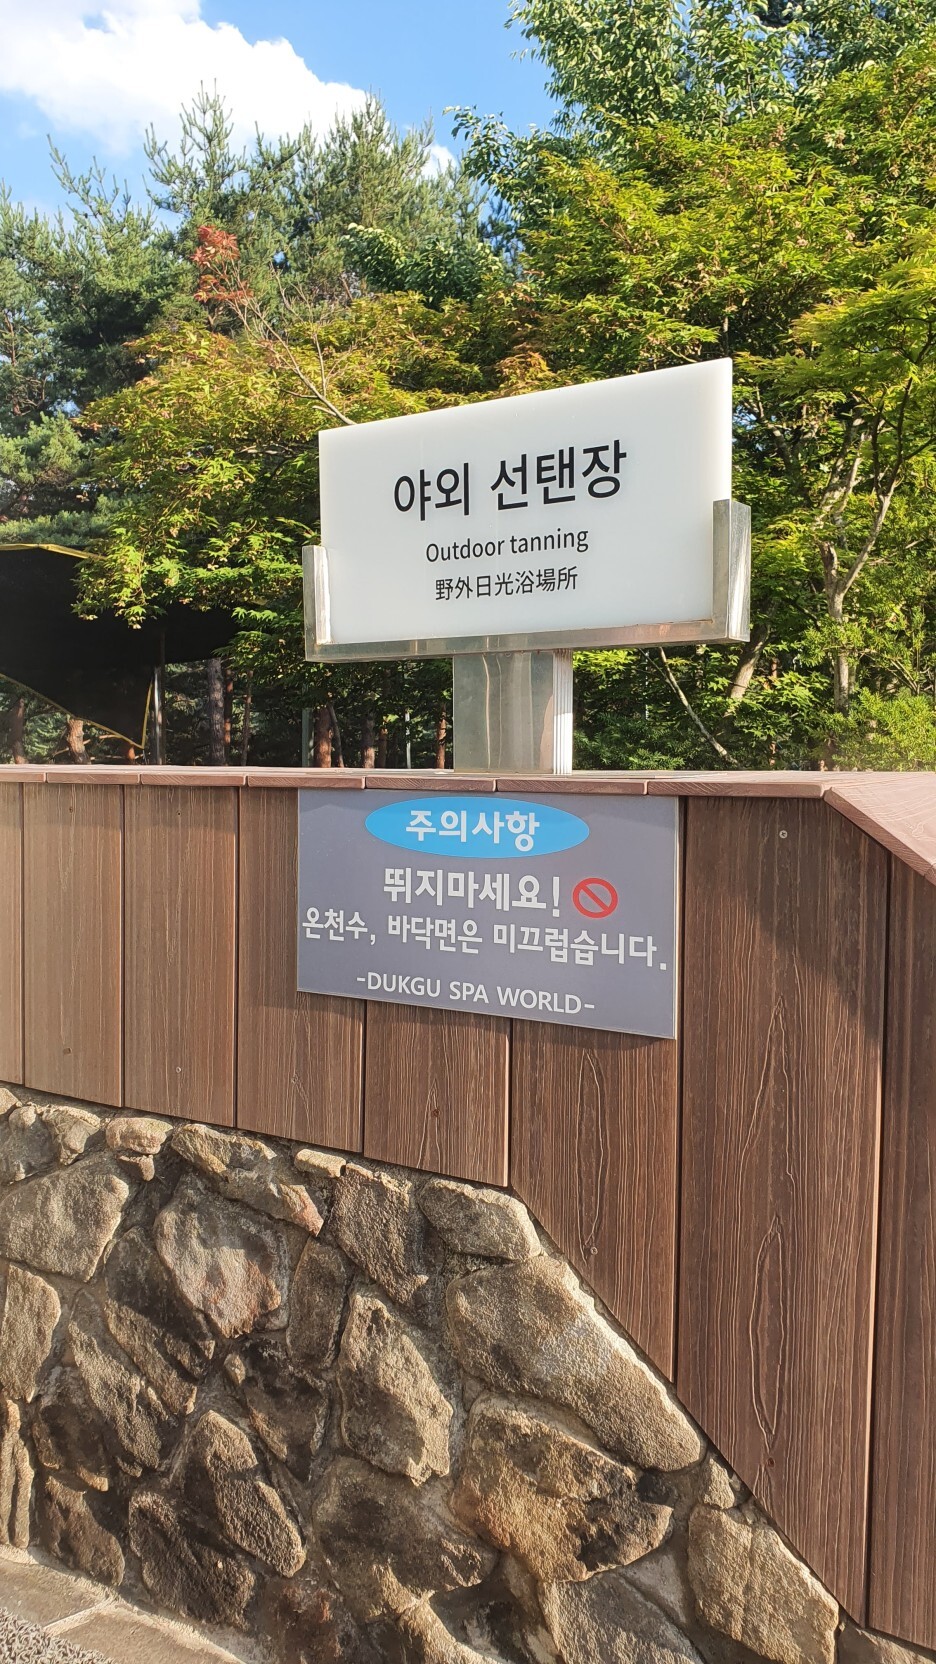 야외 선탠장
Outdoor tanning
野外日光浴場所
주의사항
뛰지마세요!
온천수, 바닥면은 미끄럽습니다.
-DUKGU SPA WORLD-